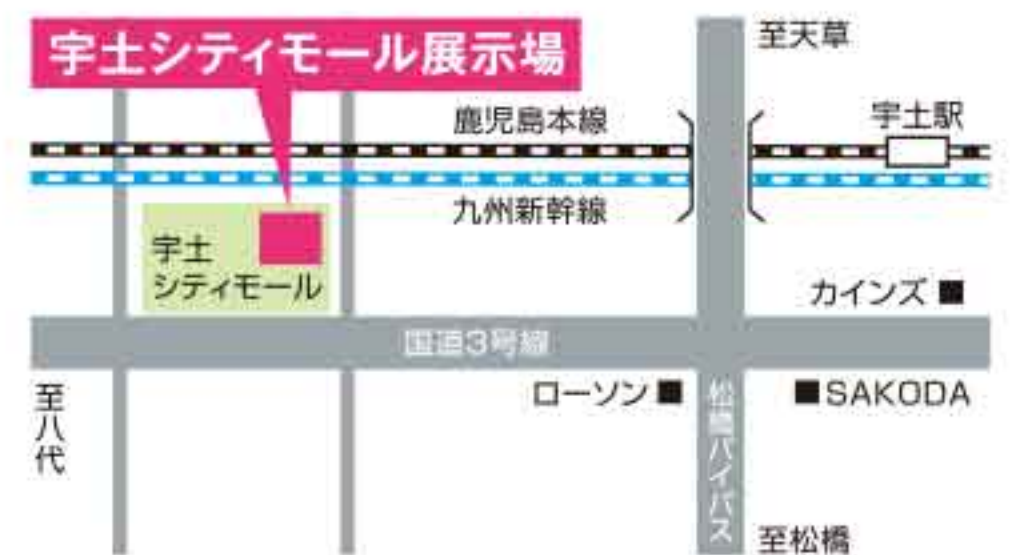 宇土シティモール展示場
至天草
鹿児島本線
宇土駅
九州新幹線
宇土
シティモール
カインズ
国道3号線
ローソン
SAKODA
至八代
松橋バイパス
至松橋